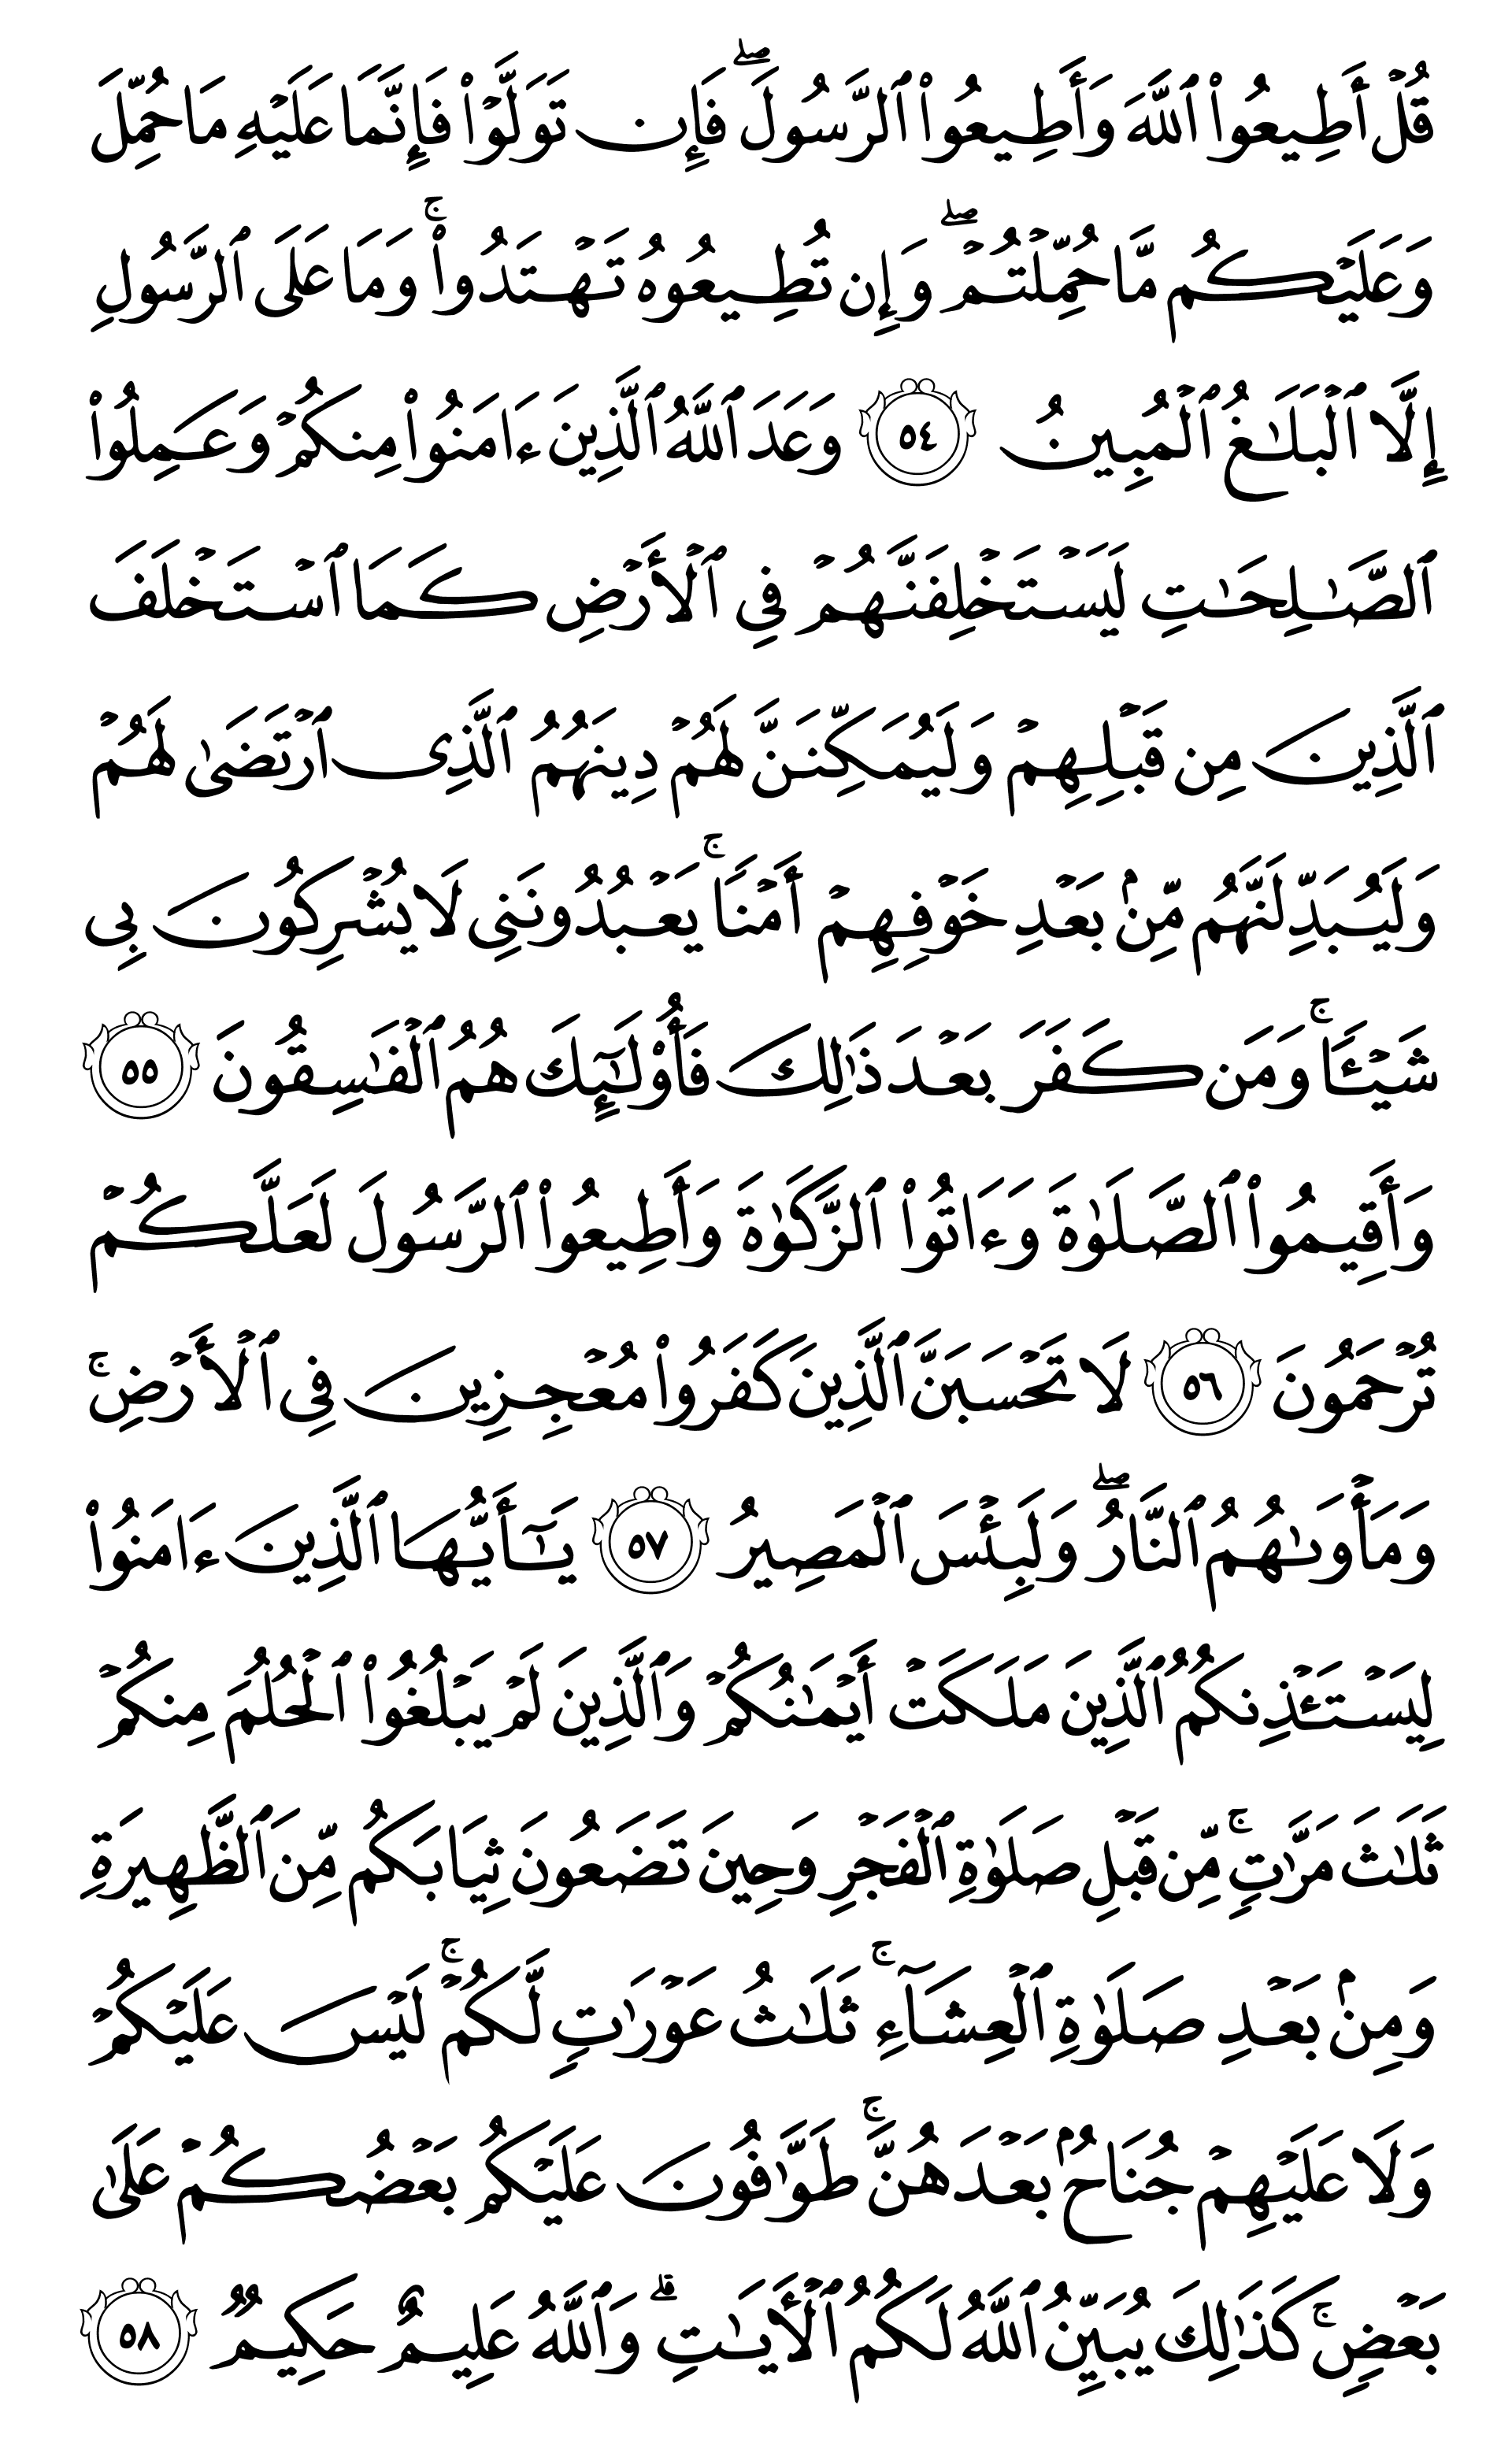 قُلۡ أَطِيعُواْ ٱللَّهَ وَأَطِيعُواْ ٱلرَّسُولَۖ فَإِن تَوَلَّوۡاْ فَإِنَّمَا عَلَيۡهِ مَا حُمِّلَ
وَعَلَيۡكُم مَّا حُمِّلۡتُمۡۖ وَإِن تُطِيعُوهُ تَهۡتَدُواْۚ وَمَا عَلَى ٱلرَّسُولِ
إِلَّا ٱلۡبَلَٰغُ ٱلۡمُبِينُ ٥٤ وَعَدَ ٱللَّهُ ٱلَّذِينَ ءَامَنُواْ مِنكُمۡ وَعَمِلُواْ
ٱلصَّٰلِحَٰتِ لَيَسۡتَخۡلِفَنَّهُمۡ فِي ٱلۡأَرۡضِ كَمَا ٱسۡتَخۡلَفَ
ٱلَّذِينَ مِن قَبۡلِهِمۡ وَلَيُمَكِّنَنَّ لَهُمۡ دِينَهُمُ ٱلَّذِي ٱرۡتَضَىٰ لَهُمۡ
وَلَيُبَدِّلَنَّهُم مِّنۢ بَعۡدِ خَوۡفِهِمۡ أَمۡنٗاۚ يَعۡبُدُونَنِي لَا يُشۡرِكُونَ بِي
شَيۡـٔٗاۚ وَمَن كَفَرَ بَعۡدَ ذَٰلِكَ فَأُوْلَٰٓئِكَ هُمُ ٱلۡفَٰسِقُونَ ٥٥
وَأَقِيمُواْ ٱلصَّلَوٰةَ وَءَاتُواْ ٱلزَّكَوٰةَ وَأَطِيعُواْ ٱلرَّسُولَ لَعَلَّكُمۡ
تُرۡحَمُونَ ٥٦ لَا تَحۡسَبَنَّ ٱلَّذِينَ كَفَرُواْ مُعۡجِزِينَ فِي ٱلۡأَرۡضِۚ
وَمَأۡوَىٰهُمُ ٱلنَّارُۖ وَلَبِئۡسَ ٱلۡمَصِيرُ ٥٧ يَٰٓأَيُّهَا ٱلَّذِينَ ءَامَنُواْ
لِيَسۡتَـٔۡذِنكُمُ ٱلَّذِينَ مَلَكَتۡ أَيۡمَٰنُكُمۡ وَٱلَّذِينَ لَمۡ يَبۡلُغُواْ ٱلۡحُلُمَ مِنكُمۡ
ثَلَٰثَ مَرَّٰتٖۚ مِّن قَبۡلِ صَلَوٰةِ ٱلۡفَجۡرِ وَحِينَ تَضَعُونَ ثِيَابَكُم مِّنَ ٱلظَّهِيرَةِ
وَمِنۢ بَعۡدِ صَلَوٰةِ ٱلۡعِشَآءِۚ ثَلَٰثُ عَوۡرَٰتٖ لَّكُمۡۚ لَيۡسَ عَلَيۡكُمۡ
وَلَا عَلَيۡهِمۡ جُنَاحُۢ بَعۡدَهُنَّۚ طَوَّٰفُونَ عَلَيۡكُم بَعۡضُكُمۡ عَلَىٰ
بَعۡضٖۚ كَذَٰلِكَ يُبَيِّنُ ٱللَّهُ لَكُمُ ٱلۡأٓيَٰتِۗ وَٱللَّهُ عَلِيمٌ حَكِيمٞ ٥٨